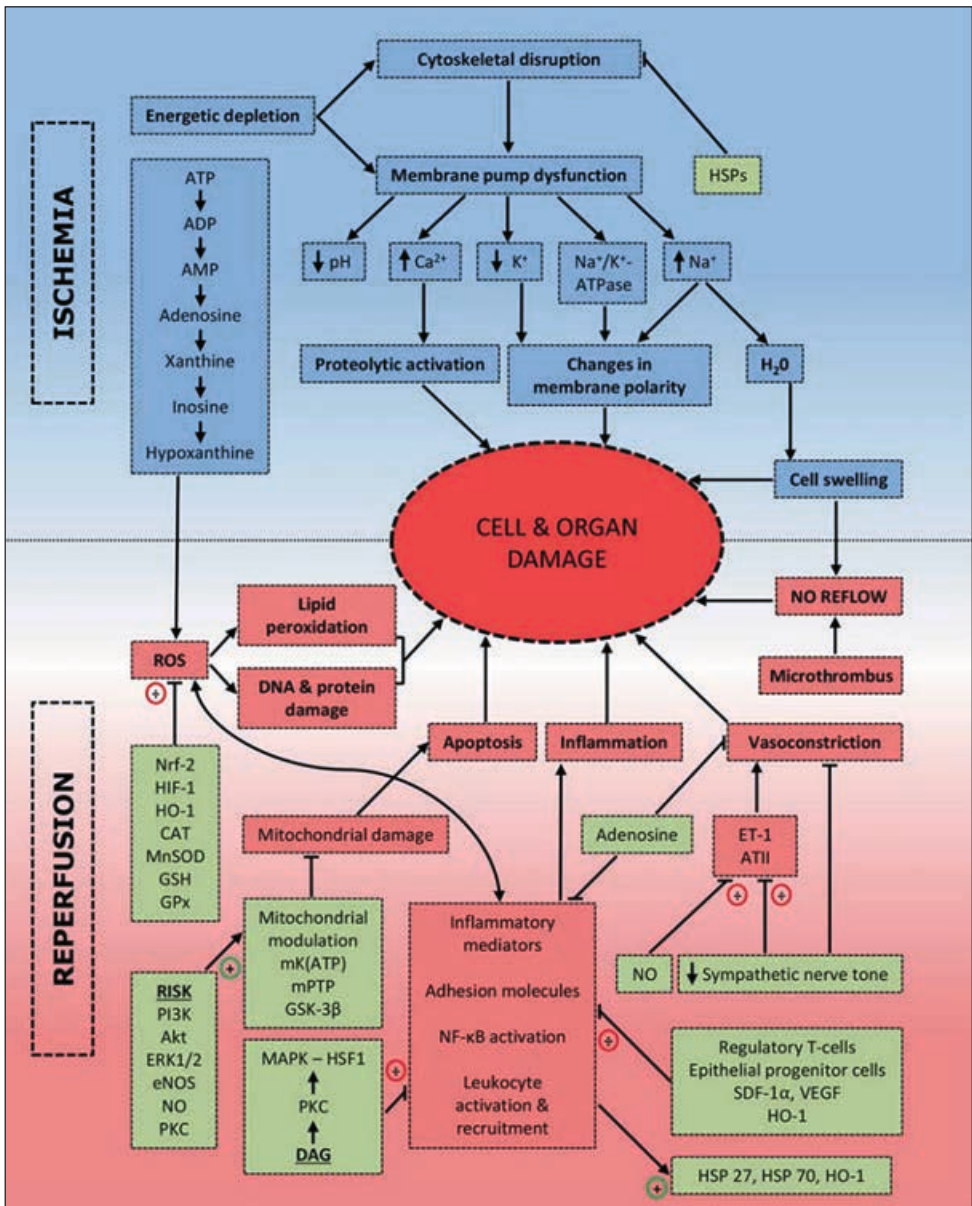 ISCHEMIA
Cytoskeletal disruption
Energetic depletion
HSPs
Membrane pump dysfunction
ATP
ADP
AMP
Adenosine
Xanthine
Inosine
Hypoxanthine
↓ pH
↑ Ca²⁺
↓ K⁺
Na⁺/K⁺-
ATPase
↑ Na⁺
Proteolytic activation
Changes in
membrane polarity
H₂0
Cell swelling
CELL & ORGAN
DAMAGE
REPERFUSION
NO REFLOW
Microthrombus
Lipid
peroxidation
ROS
DNA & protein
damage
+
Apoptosis
Inflammation
Vasoconstriction
Nrf-2
HIF-1
HO-1
CAT
MnSOD
GSH
GPx
Mitochondrial damage
Adenosine
ET-1
ATII
+
+
Mitochondrial
modulation
mK(ATP)
mPTP
GSK-3β
+
Inflammatory
mediators
Adhesion molecules
NF-κB activation
Leukocyte
activation &
recruitment
NO
↓ Sympathetic nerve tone
RISK
PI3K
Akt
ERK1/2
eNOS
NO
PKC
MAPK – HSF1
PKC
DAG
+
+
Regulatory T-cells
Epithelial progenitor cells
SDF-1α, VEGF
HO-1
+
HSP 27, HSP 70, HO-1